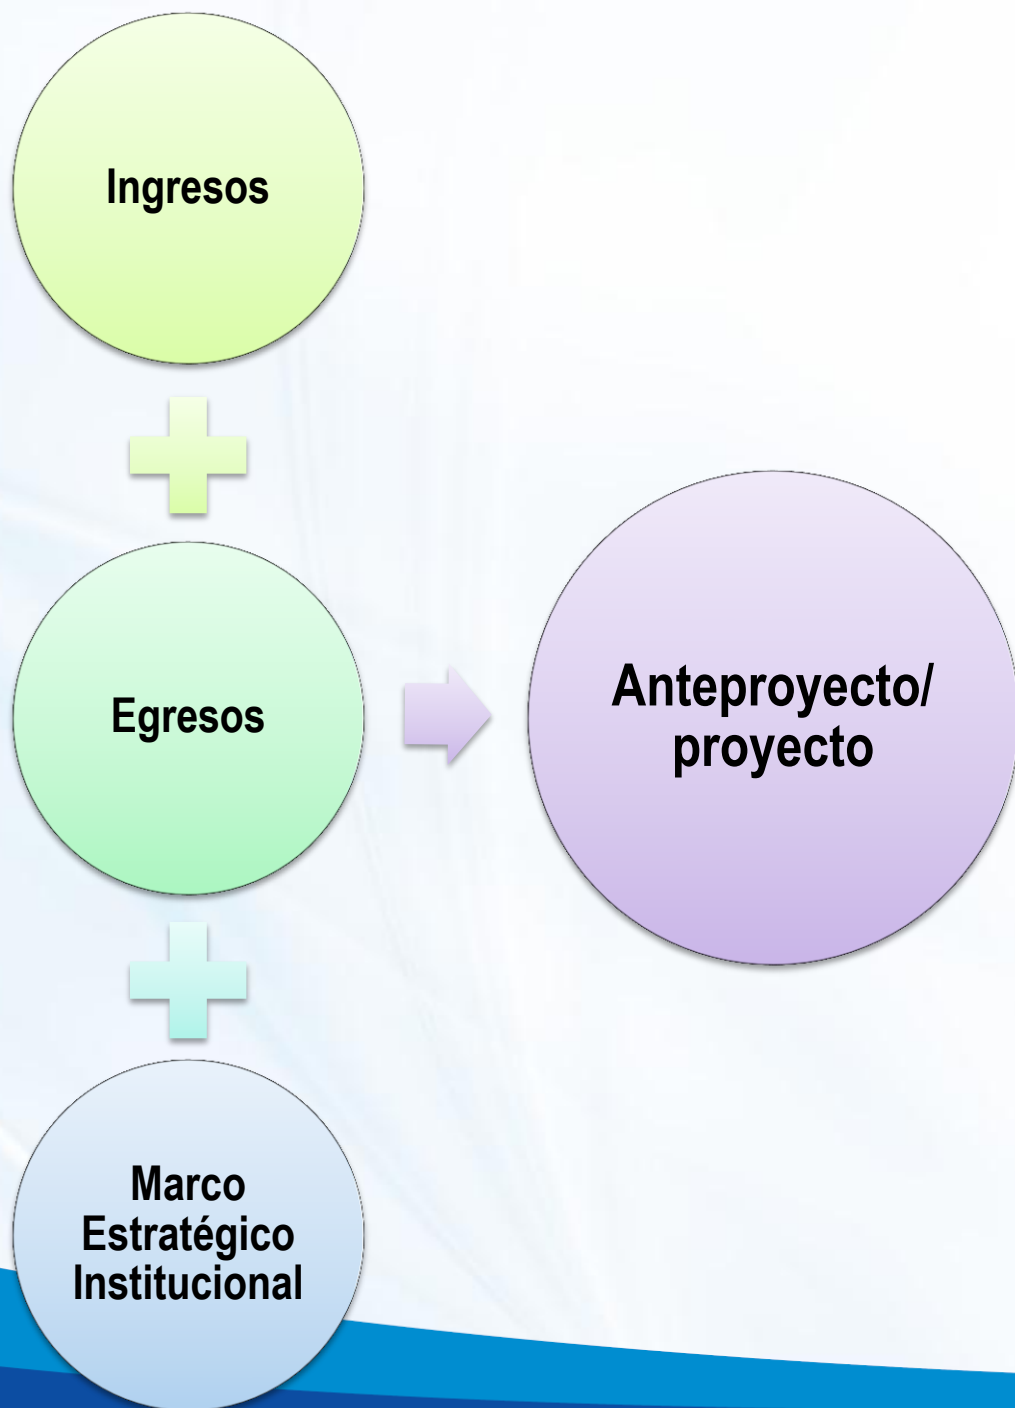 Ingresos
Egresos
Anteproyecto/
proyecto
Marco
Estratégico
Institucional